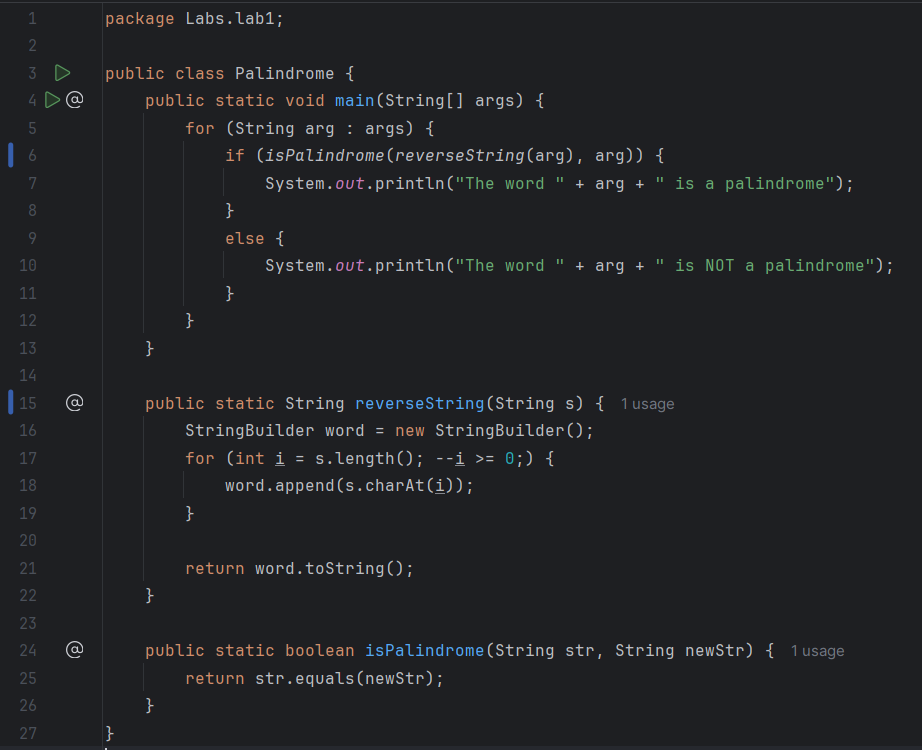 1 package Labs.lab1;
2
3 public class Palindrome {
4 @ public static void main(String[] args) {
5 for (String arg : args) {
6 if (isPalindrome(reverseString(arg), arg)) {
7 System.out.println("The word " + arg + " is a palindrome");
8 }
9 else {
10 System.out.println("The word " + arg + " is NOT a palindrome");
11 }
12 }
13 }
14
15 @ public static String reverseString(String s) { 1 usage
16 StringBuilder word = new StringBuilder();
17 for (int i = s.length(); --i >= 0;) {
18 word.append(s.charAt(i));
19 }
20
21 return word.toString();
22 }
23
24 @ public static boolean isPalindrome(String str, String newStr) { 1 usage
25 return str.equals(newStr);
26 }
27 }